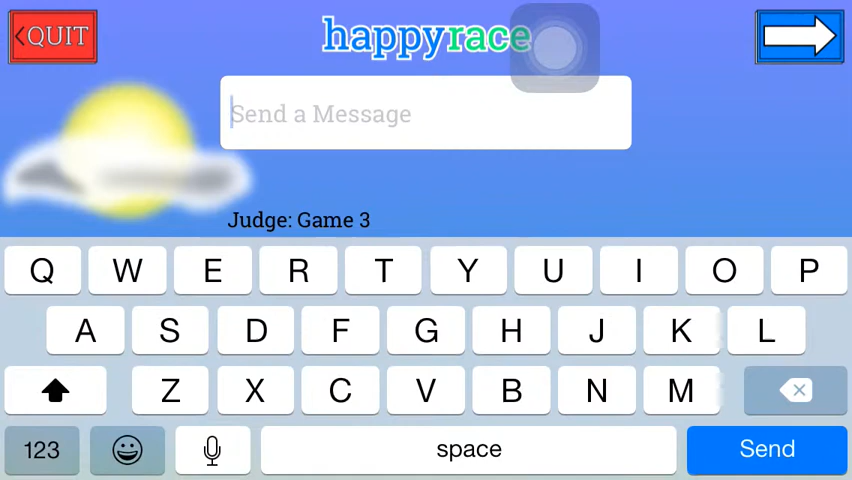 QUIT
happyrace
Send a Message
Judge: Game 3
Q W E R T Y U I O P
A S D F G H J K L
Z X C V B N M
123 space Send